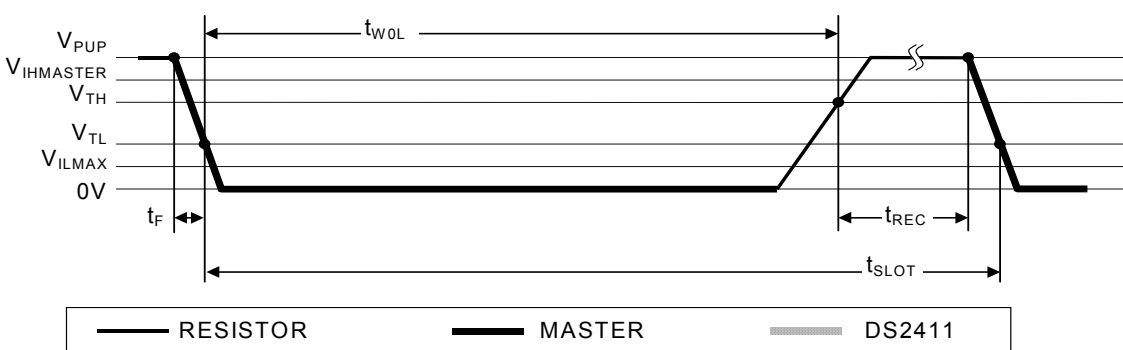 tW0L
VPUP
VIHMASTER
VTH
VTL
VILMAX
0V
tF
tREC
tSLOT
RESISTOR MASTER DS2411